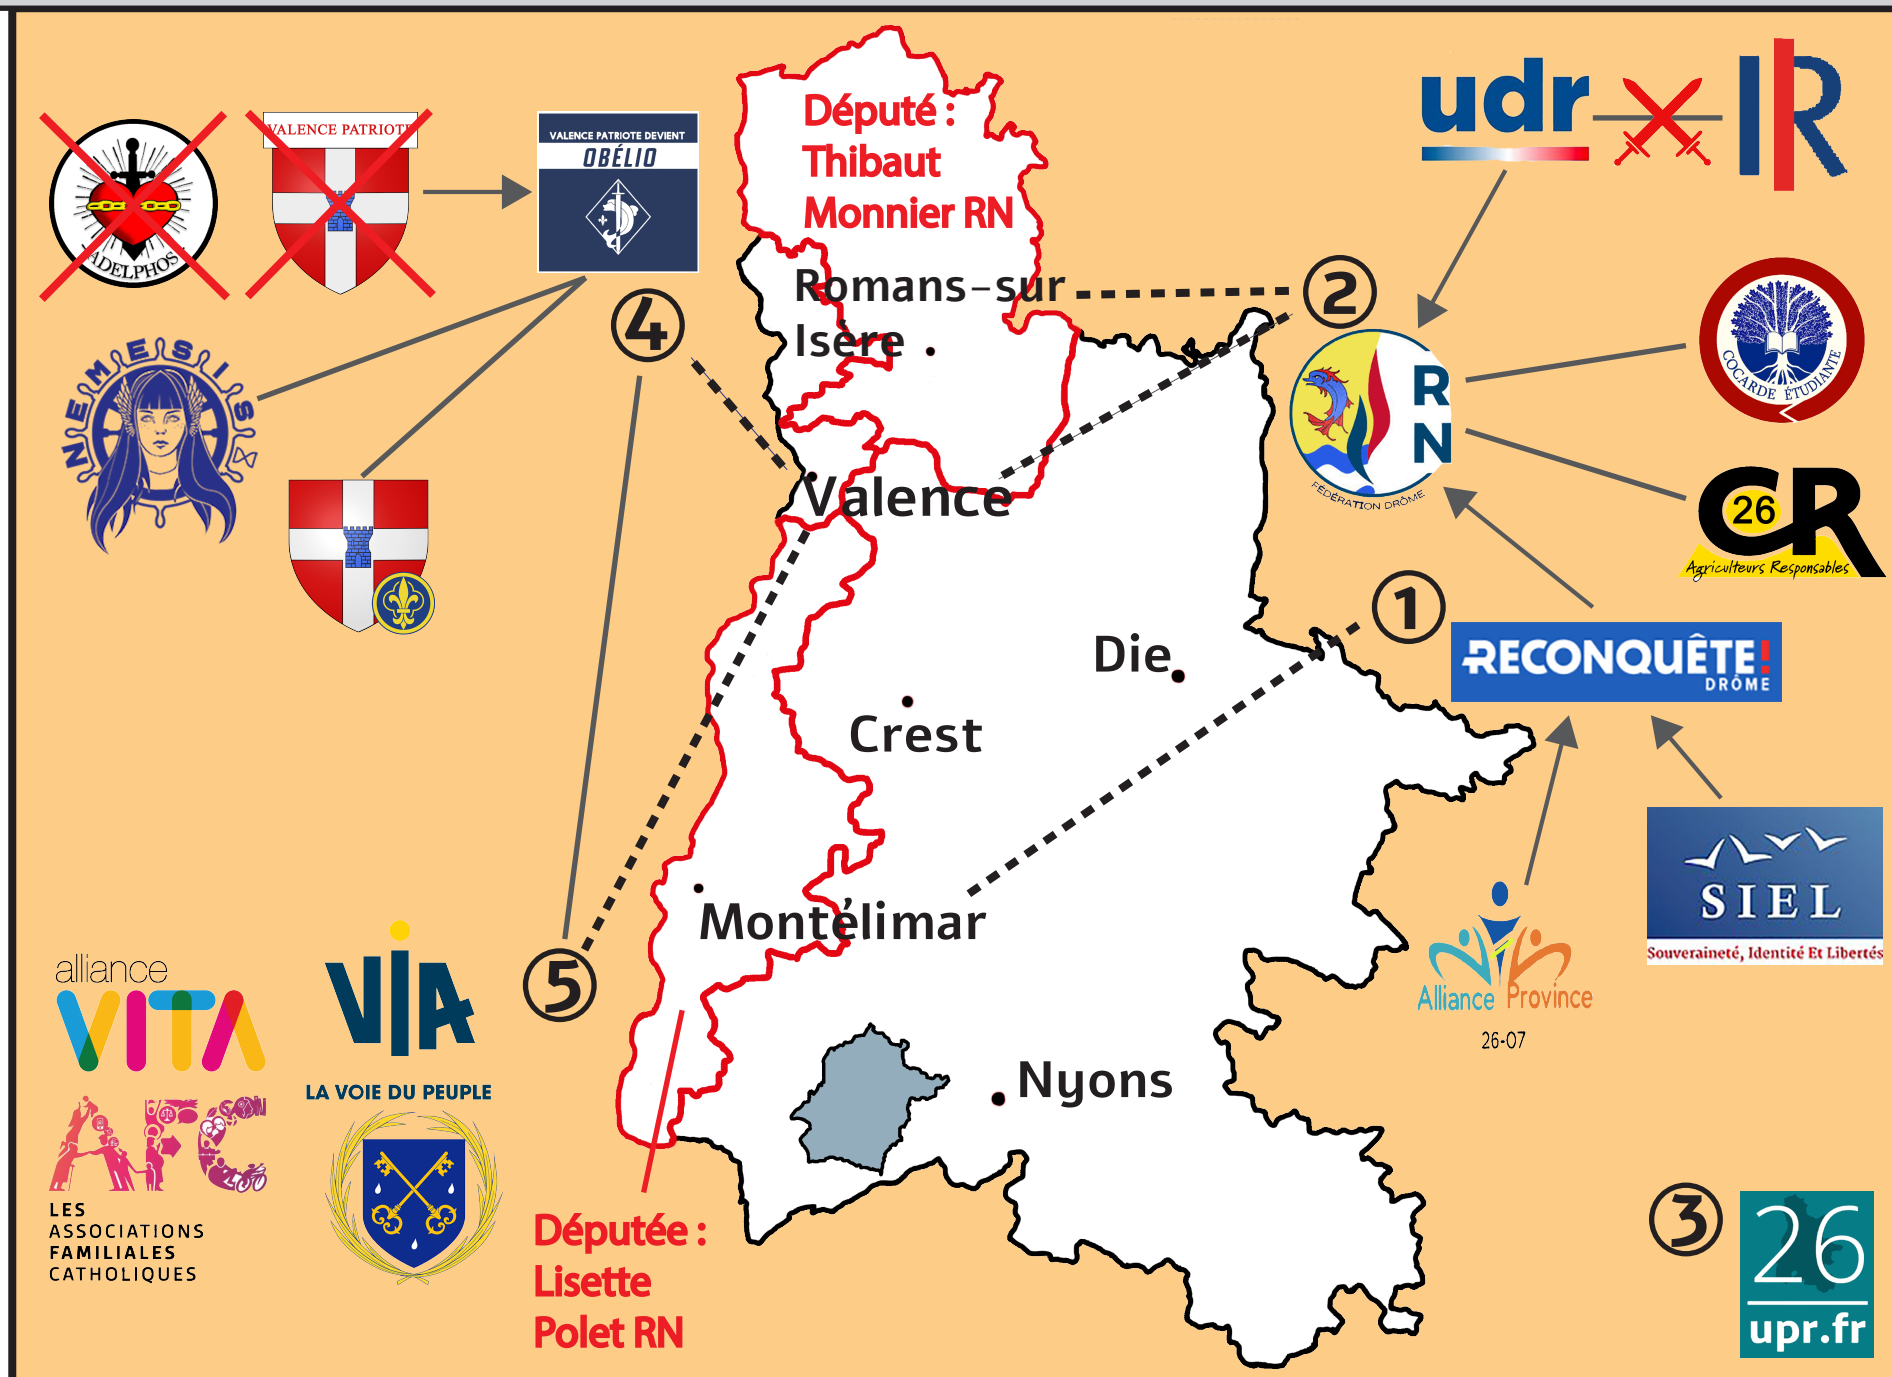 ADELPHOS
VALENCE PATRIOTE
VALENCE PATRIOTE DEVIENT
OBÉLIO
NEMESIS
④
Député :
Thibaut
Monnier RN
Romans-sur
Isère
Valence
Crest
Die
Montélimar
Nyons
udr
LR
②
RN
FÉDÉRATION DRÔME
COCARDE ÉTUDIANTE
CR
26
Agriculteurs Responsables
①
RECONQUÊTE!
DRÔME
SIEL
Souveraineté, Identité Et Libertés
Alliance Province
26-07
⑤
alliance
VITA
VIA
LA VOIE DU PEUPLE
AFC
LES
ASSOCIATIONS
FAMILIALES
CATHOLIQUES
Députée :
Lisette
Polet RN
③
26
upr.fr